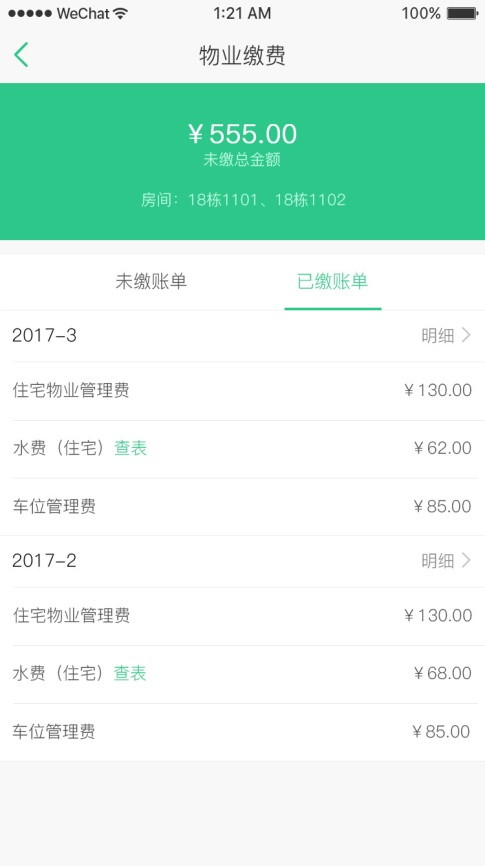 ●●●●● WeChat 1:21 AM 100%
物业缴费
¥555.00
未缴总金额
房间：18栋1101、18栋1102
未缴账单 已缴账单
2017-3 明细
住宅物业管理费 ¥130.00
水费（住宅）查表 ¥62.00
车位管理费 ¥85.00
2017-2 明细
住宅物业管理费 ¥130.00
水费（住宅）查表 ¥68.00
车位管理费 ¥85.00